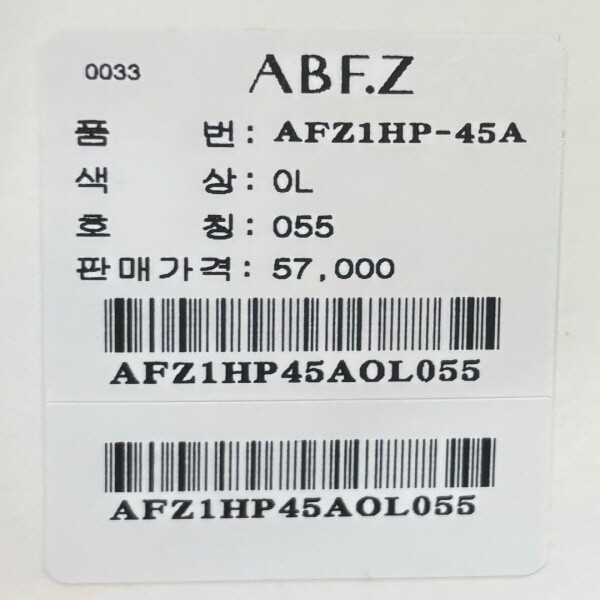 0033
ABF.Z
품 번 : AFZ1HP-45A
색 상 : OL
호 칭 : 055
판매가격 : 57,000
AFZ1HP45AOL055
AFZ1HP45AOL055